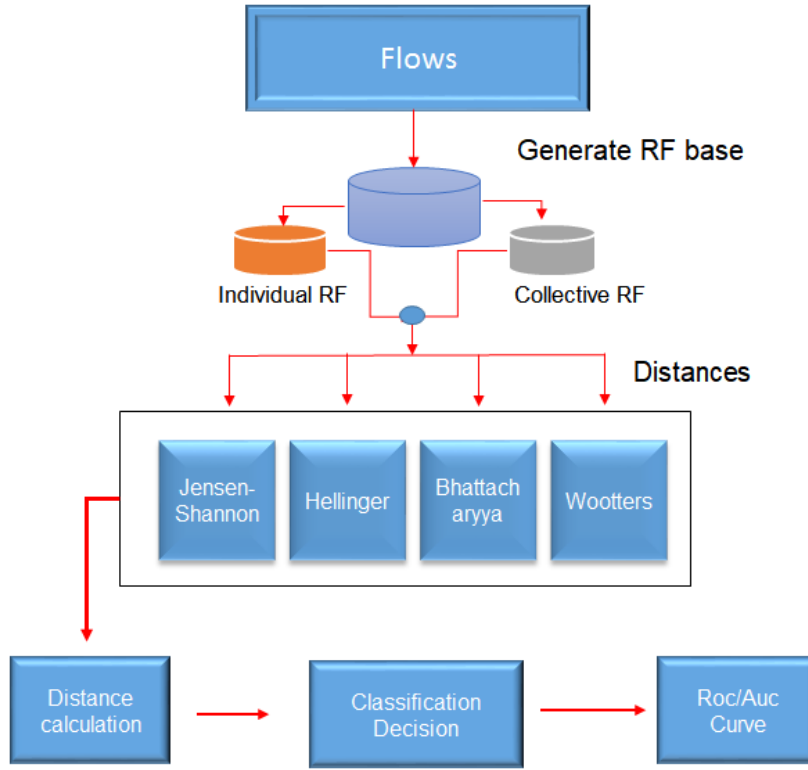 Flows
Generate RF base
Individual RF
Collective RF
Distances
Jensen-
Shannon
Hellinger
Bhattach
aryya
Wootters
Distance
calculation
Classification
Decision
Roc/Auc
Curve